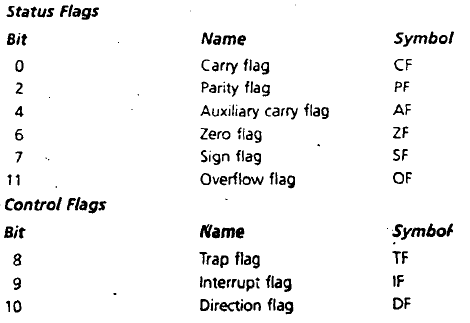 Status Flags
Bit Name Symbol
0 Carry flag CF
2 Parity flag PF
4 Auxiliary carry flag AF
6 Zero flag ZF
7 Sign flag SF
11 Overflow flag OF
Control Flags
Bit Name Symbol
8 Trap flag TF
9 Interrupt flag IF
10 Direction flag DF